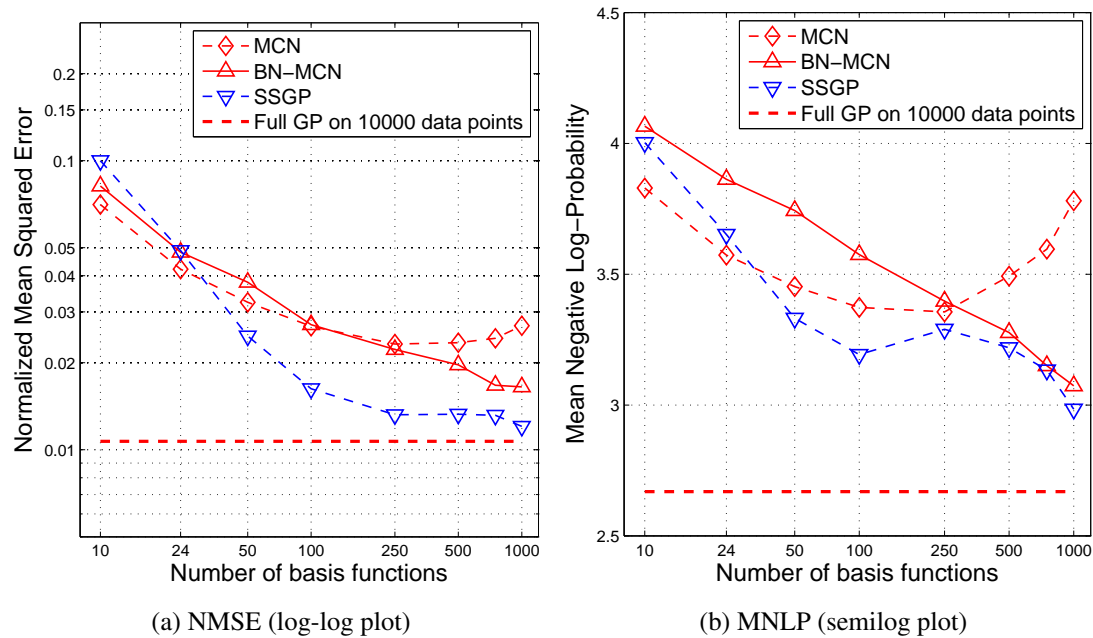 MCN
BN−MCN
SSGP
Full GP on 10000 data points
Normalized Mean Squared Error
0.2
0.15
0.1
0.05
0.04
0.03
0.02
0.01
10 24 50 100 250 500 1000
Number of basis functions
(a) NMSE (log-log plot)
MCN
BN−MCN
SSGP
Full GP on 10000 data points
Mean Negative Log−Probability
4.5
4
3.5
3
2.5
10 24 50 100 250 500 1000
Number of basis functions
(b) MNLP (semilog plot)